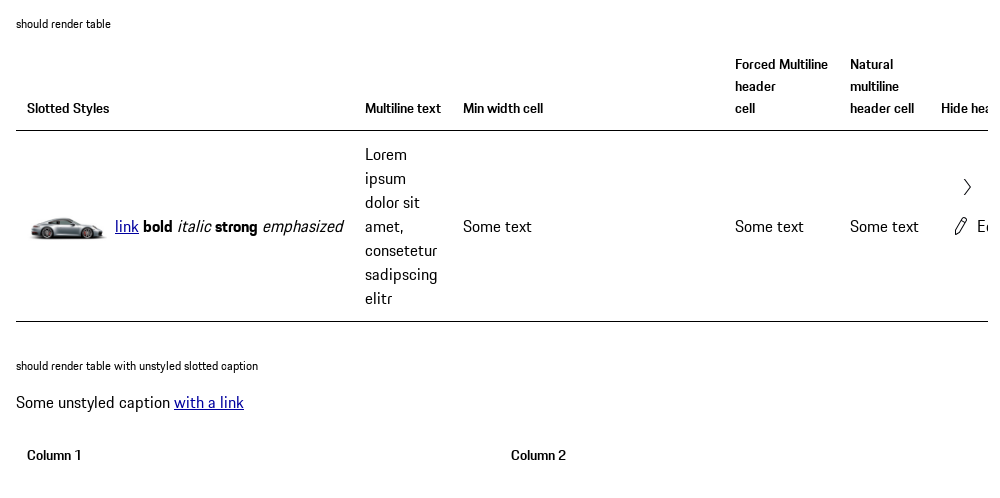 should render table
Slotted Styles
Multiline text
Min width cell
Forced Multiline
header
cell
Natural
multiline
header cell
Hide
link bold italic strong emphasized
Lorem
ipsum
dolor sit
amet,
consetetur
sadipscing
elitr
Some text
Some text
Some text
should render table with unstyled slotted caption
Some unstyled caption with a link
Column 1
Column 2